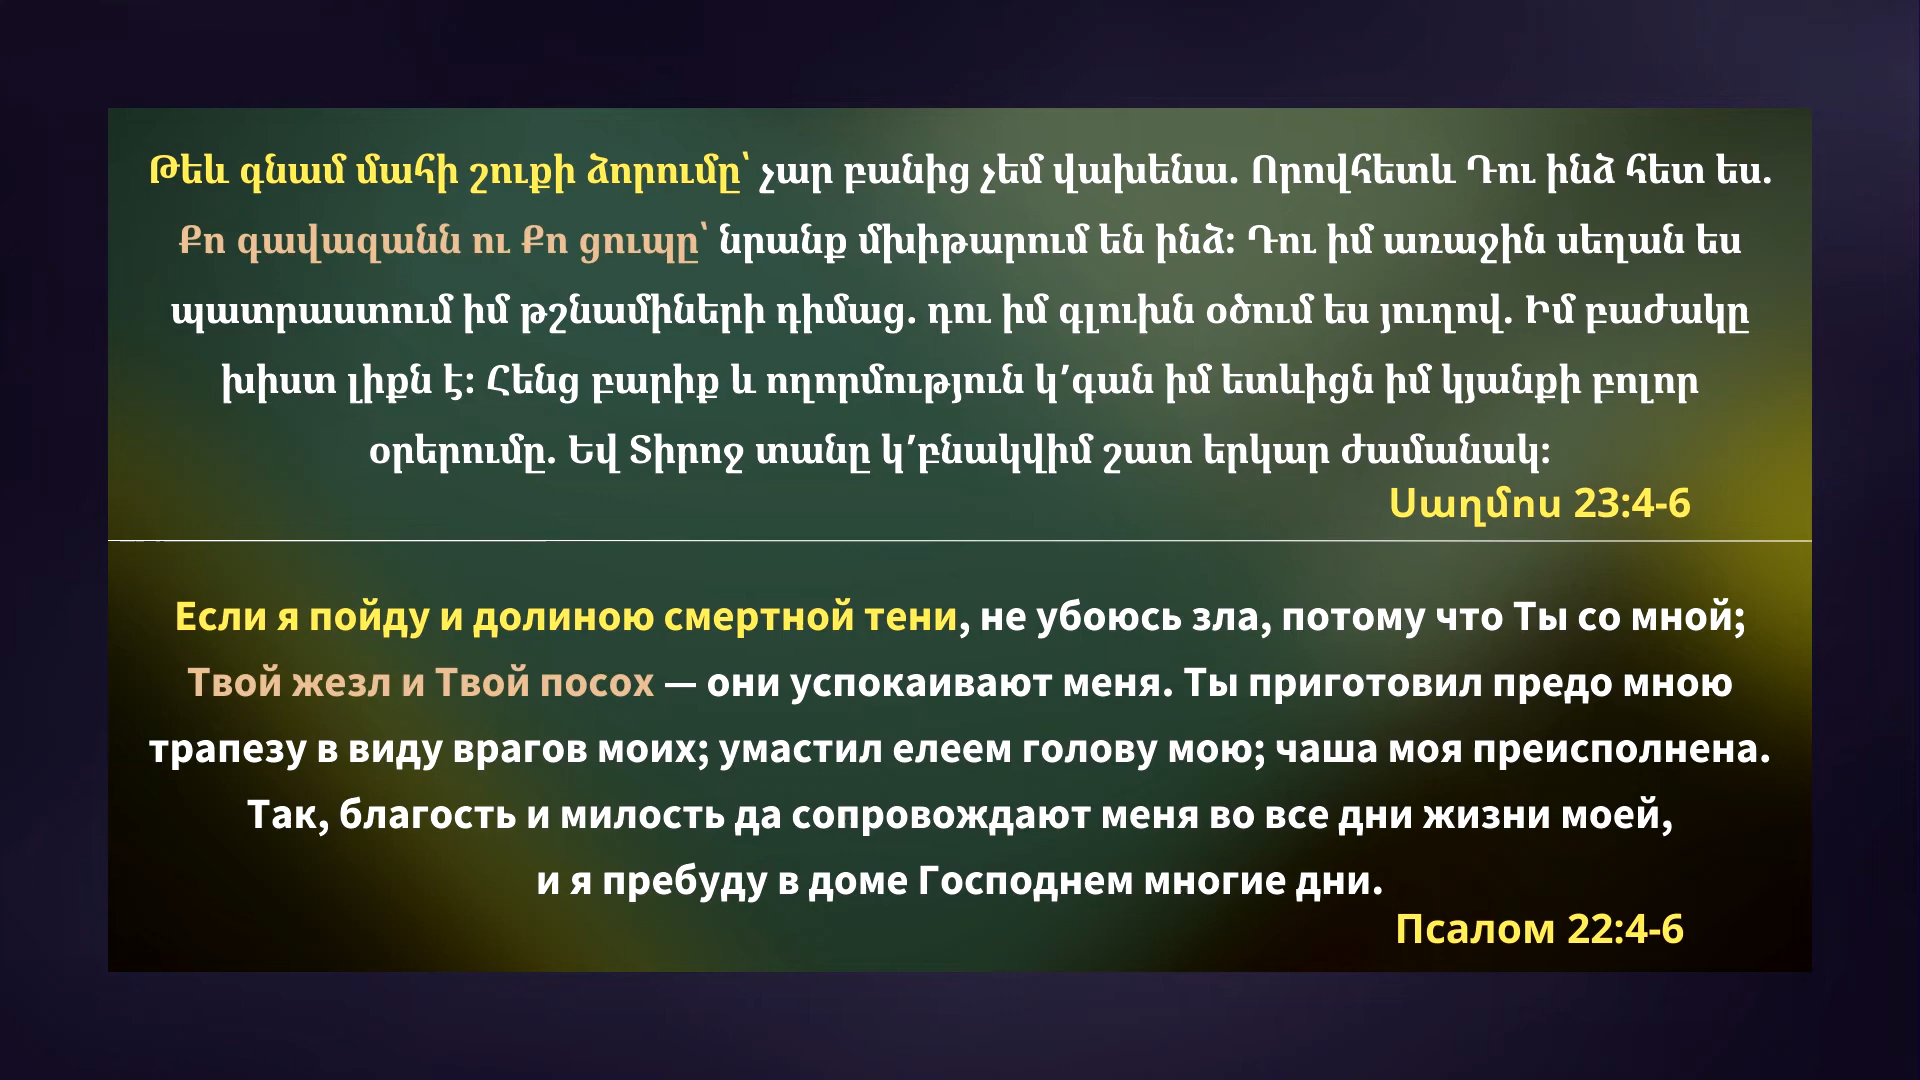 Թեև գնամ մահի շուքի ձորումը՝ չար բանից չեմ վախենա. Որովհետև Դու ինձ հետ ես.
Քո գավազանն ու Քո ցուպը՝ նրանք մխիթարում են ինձ։ Դու իմ առաջին սեղան ես
պատրաստում իմ թշնամիների դիմաց. դու իմ գլուխն օծում ես յուղով. Իմ բաժակը
խիստ լիքն է։ Հենց բարիք և ողորմություն կ՚գան իմ ետևիցն իմ կյանքի բոլոր
օրերումը. Եվ Տիրոջ տանը կ՚բնակվիմ շատ երկար ժամանակ։
Սաղմոս 23:4-6
Если я пойду и долиною смертной тени, не убоюсь зла, потому что Ты со мной;
Твой жезл и Твой посох — они успокаивают меня. Ты приготовил предо мною
трапезу в виду врагов моих; умастил елеем голову мою; чаша моя преисполнена.
Так, благость и милость да сопровождают меня во все дни жизни моей,
и я пребуду в доме Господнем многие дни.
Псалом 22:4-6